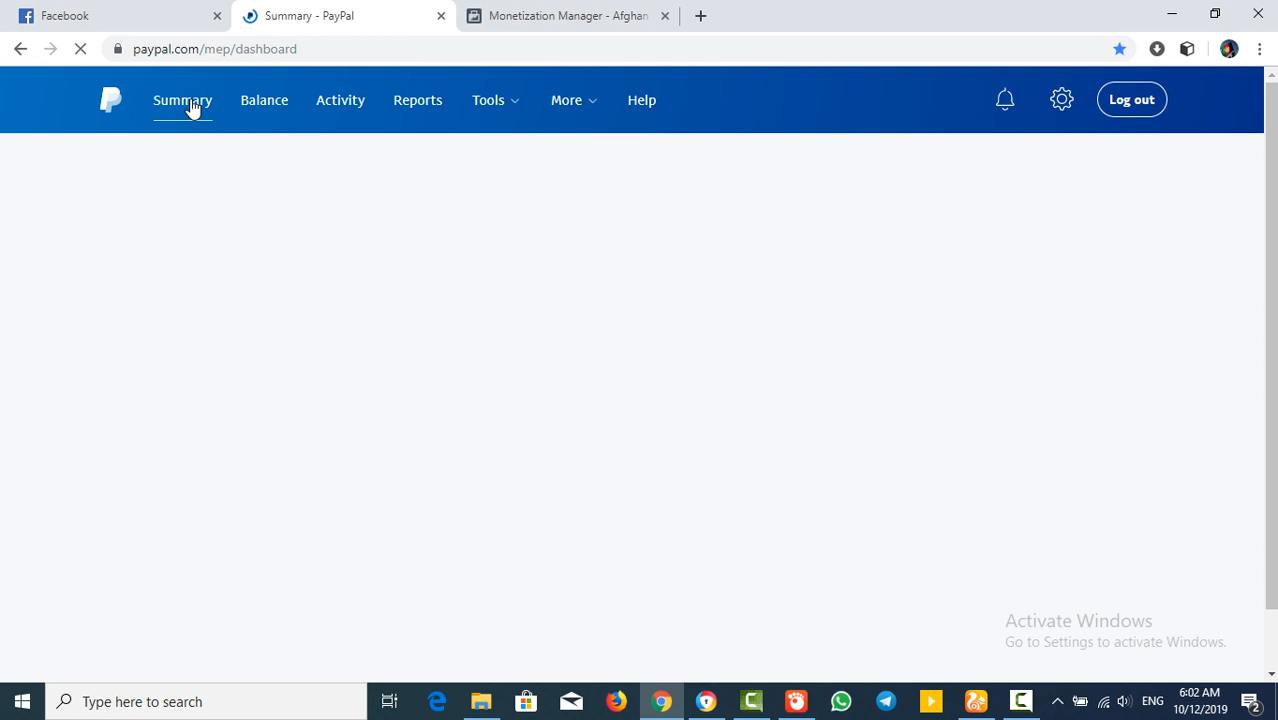 Facebook
Summary - PayPal
Monetization Manager - Afghan
paypal.com/mep/dashboard
Summary Balance Activity Reports Tools More Help Log out
Activate Windows
Go to Settings to activate Windows.
Type here to search
ENG
6:02 AM
10/12/2019
2